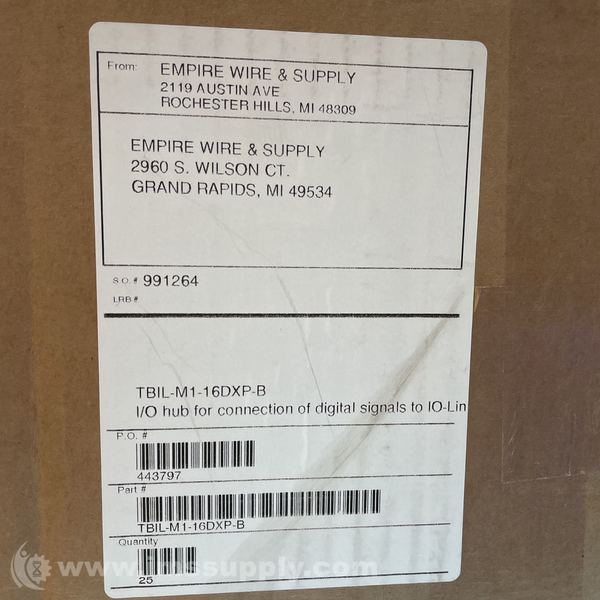 From: EMPIRE WIRE & SUPPLY
2119 AUSTIN AVE
ROCHESTER HILLS, MI 48309
EMPIRE WIRE & SUPPLY
2960 S. WILSON CT.
GRAND RAPIDS, MI 49534
S.O.# 991264
LRB#
TBIL-M1-16DXP-B
I/O hub for connection of digital signals to IO-Lin
P.O. #
443797
Part #
TBIL-M1-16DXP-B
Quantity
25
www.imssupply.com